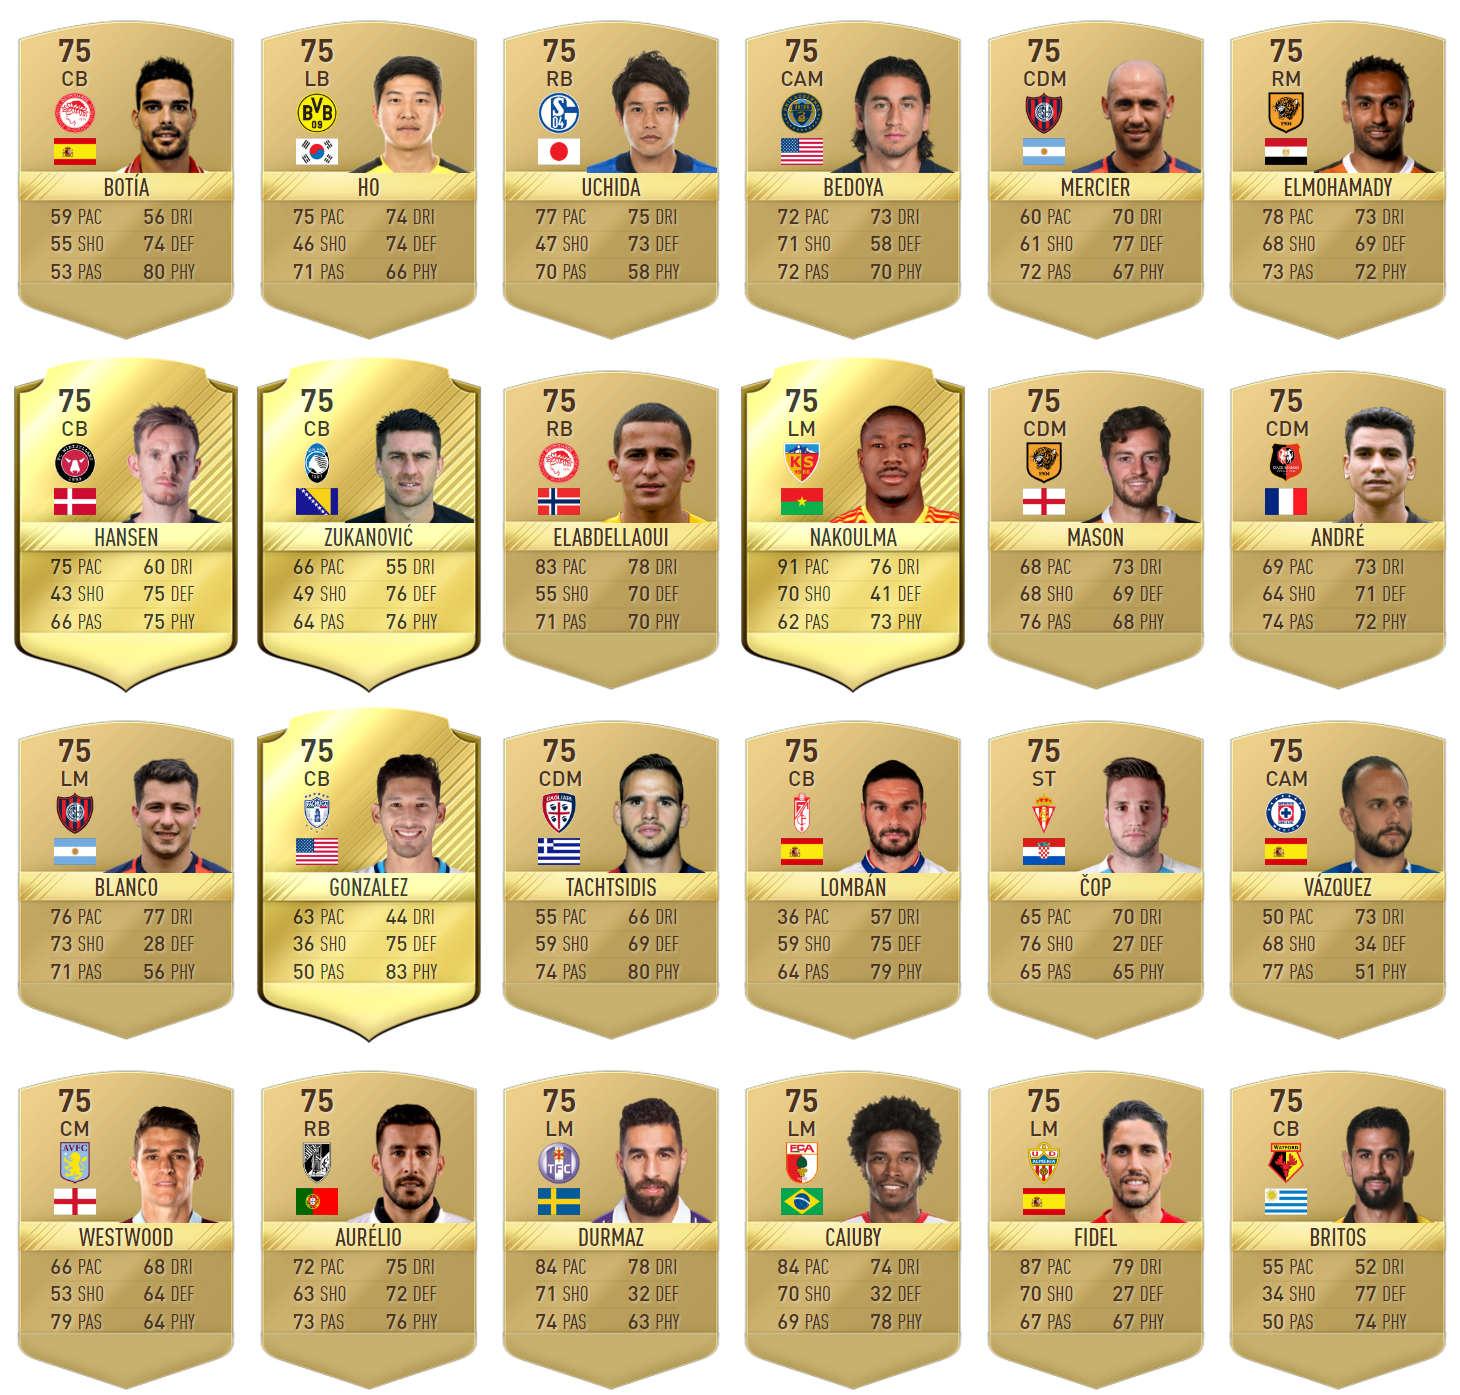 75
CB
BOTÍA
59 PAC 56 DRI
55 SHO 74 DEF
53 PAS 80 PHY
75
LB
BVB
09
HO
75 PAC 74 DRI
46 SHO 74 DEF
71 PAS 66 PHY
75
RB
S
04
UCHIDA
77 PAC 75 DRI
47 SHO 73 DEF
70 PAS 58 PHY
75
CAM
BEDOYA
72 PAC 73 DRI
71 SHO 58 DEF
72 PAS 70 PHY
75
CDM
MERCIER
60 PAC 70 DRI
61 SHO 77 DEF
72 PAS 67 PHY
75
RM
1904
ELMOHAMADY
78 PAC 73 DRI
68 SHO 69 DEF
73 PAS 72 PHY
75
CB
HANSEN
75 PAC 60 DRI
43 SHO 75 DEF
66 PAS 75 PHY
75
CB
1907
ZUKANOVIĆ
66 PAC 55 DRI
49 SHO 76 DEF
64 PAS 76 PHY
75
RB
ELABDELLAOUI
83 PAC 78 DRI
55 SHO 70 DEF
71 PAS 70 PHY
75
LM
KS
NAKOULMA
91 PAC 76 DRI
70 SHO 41 DEF
62 PAS 73 PHY
75
CDM
1904
MASON
68 PAC 73 DRI
68 SHO 69 DEF
76 PAS 68 PHY
75
CDM
ANDRÉ
69 PAC 73 DRI
64 SHO 71 DEF
74 PAS 72 PHY
75
LM
BLANCO
76 PAC 77 DRI
73 SHO 28 DEF
71 PAS 56 PHY
75
CB
PACHUCA
GONZALEZ
63 PAC 44 DRI
36 SHO 75 DEF
50 PAS 83 PHY
75
CDM
CAGLIARI
TACHTSIDIS
55 PAC 66 DRI
59 SHO 69 DEF
74 PAS 80 PHY
75
CB
LOMBÁN
36 PAC 57 DRI
59 SHO 75 DEF
64 PAS 79 PHY
75
ST
ČOP
65 PAC 70 DRI
76 SHO 27 DEF
65 PAS 65 PHY
75
CAM
VÁZQUEZ
50 PAC 73 DRI
68 SHO 34 DEF
77 PAS 51 PHY
75
CM
AVFC
WESTWOOD
66 PAC 68 DRI
53 SHO 64 DEF
79 PAS 64 PHY
75
RB
AURÉLIO
72 PAC 75 DRI
63 SHO 72 DEF
73 PAS 76 PHY
75
LM
TFC
DURMAZ
84 PAC 78 DRI
71 SHO 32 DEF
74 PAS 63 PHY
75
LM
FCA
CAIUBY
84 PAC 74 DRI
70 SHO 32 DEF
69 PAS 78 PHY
75
LM
UD
ALMERIA
FIDEL
87 PAC 79 DRI
70 SHO 27 DEF
67 PAS 67 PHY
75
CB
WATFORD
BRITOS
55 PAC 52 DRI
34 SHO 77 DEF
50 PAS 74 PHY